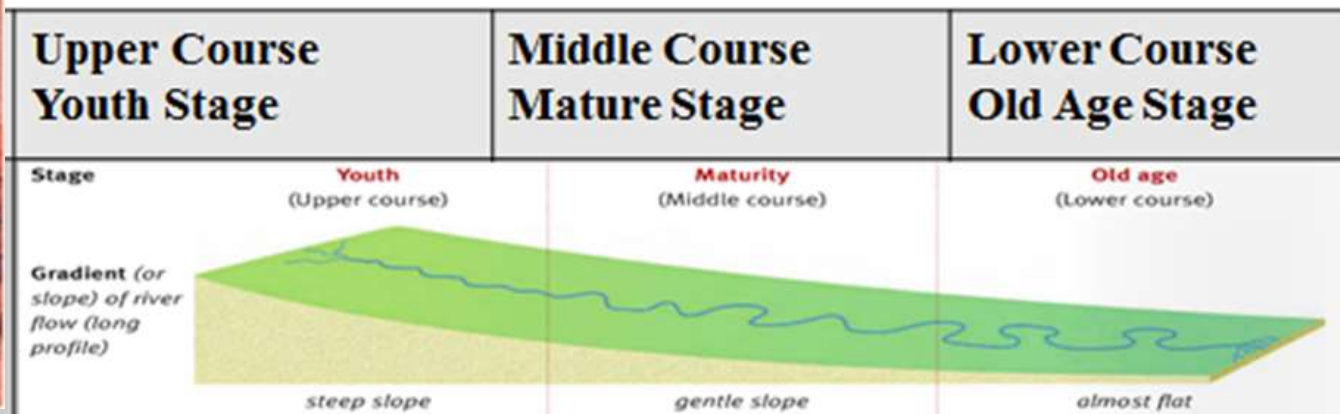 Upper Course
Youth Stage
Middle Course
Mature Stage
Lower Course
Old Age Stage
Stage
Youth
(Upper course)
Maturity
(Middle course)
Old age
(Lower course)
Gradient (or
slope) of river
flow (long
profile)
steep slope
gentle slope
almost flat